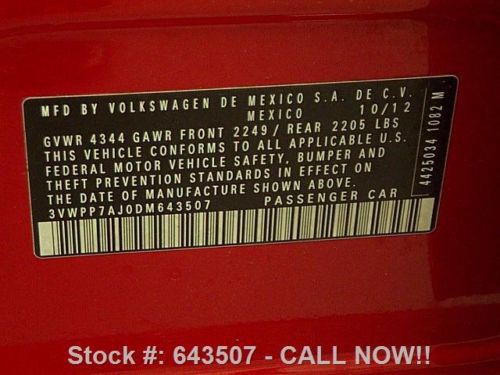 MFD BY VOLKSWAGEN DE MEXICO S.A. DE C.V.
MEXICO 10/12
GVWR 4344 GAWR FRONT 2249/ REAR 2205 LBS
THIS VEHICLE CONFORMS TO ALL APPLICABLE U.S.
FEDERAL MOTOR VEHICLE SAFETY, BUMPER AND
THEFT PREVENTION STANDARDS IN EFFECT ON
THE DATE OF MANUFACTURE SHOWN ABOVE.
3VWPP7AJ0DM643507 PASSENGER CAR
4425034 1082 M
Stock #: 643507 - CALL NOW!!